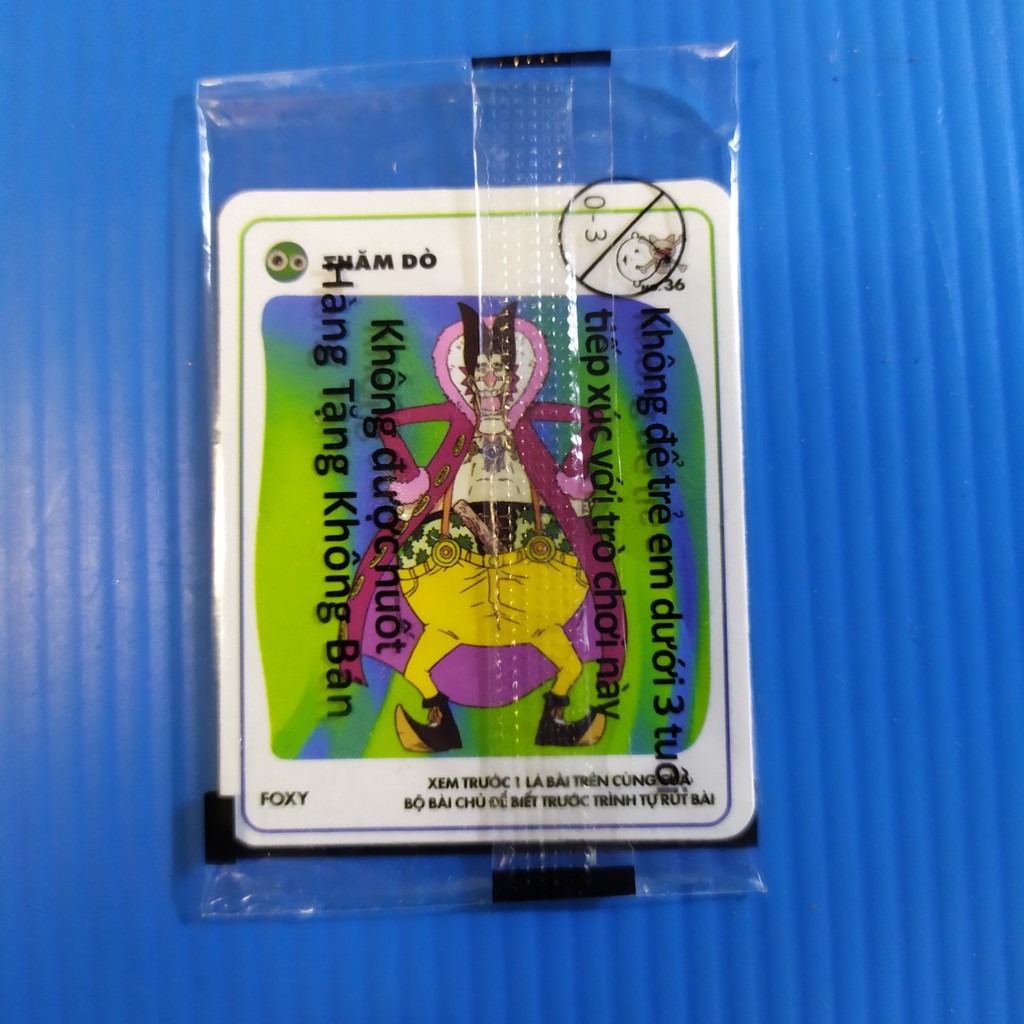 THĂM DÒ
No.36
0-3
Không để trẻ em dưới 3 tuổi
tiếp xúc với trò chơi này
Không được nuốt
Hàng Tặng Không Bán
FOXY
XEM TRƯỚC 1 LÁ BÀI TRÊN CÙNG CỦA
BỘ BÀI CHỦ ĐỂ BIẾT TRƯỚC TRÌNH TỰ RÚT BÀI